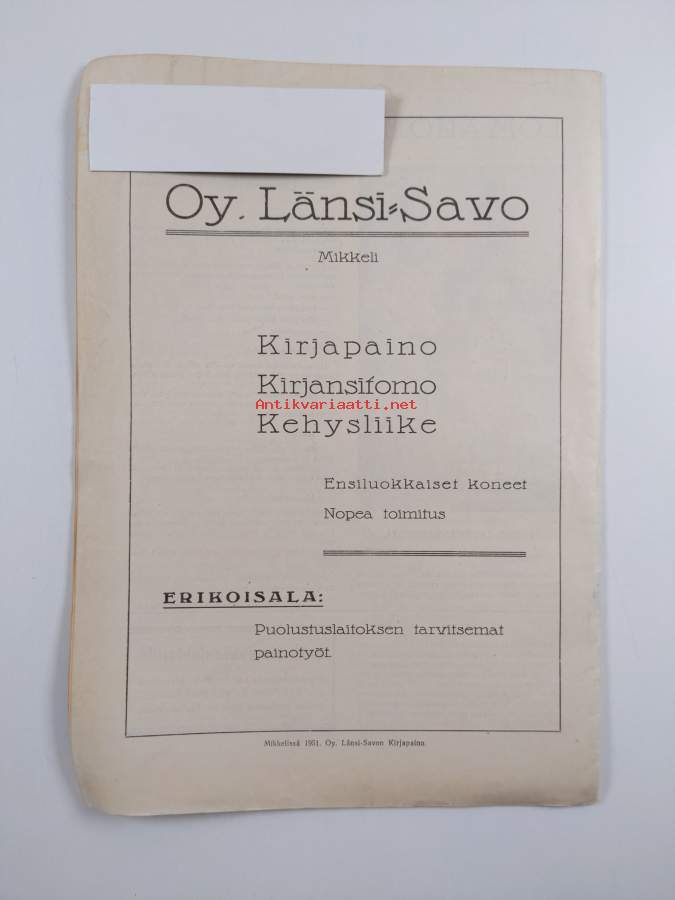 Oy. Länsi-Savo
Mikkeli
Kirjapaino
Kirjansitomo
Antikvariaatti.net
Kehysliike
Ensiluokkaiset koneet
Nopea toimitus
ERIKOISALA:
Puolustuslaitoksen tarvitsemat
painotyöt.
Mikkelissä 1931. Oy. Länsi-Savon Kirjapaino.